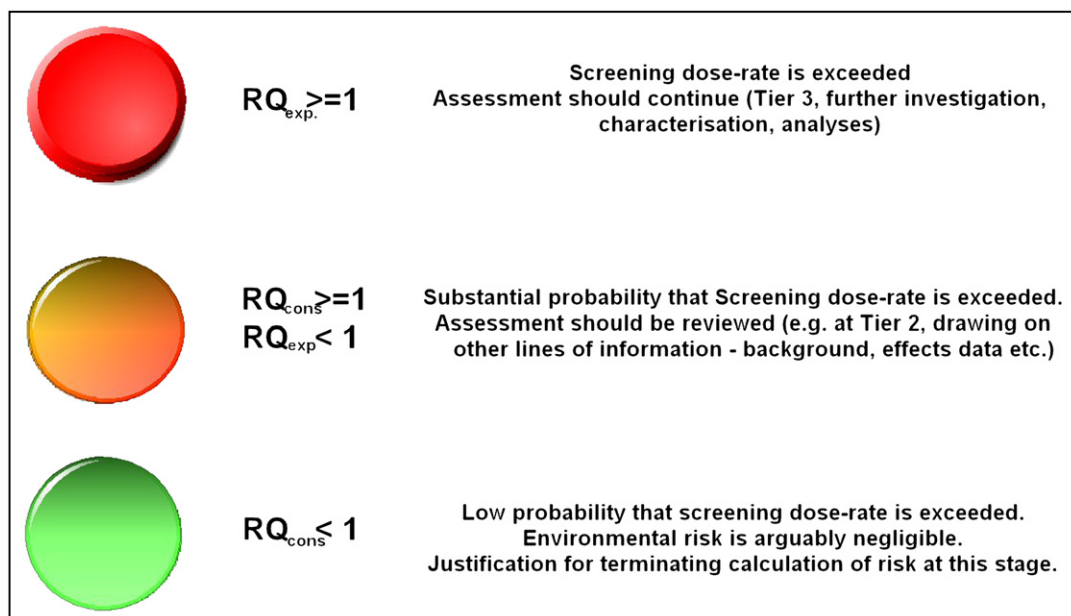 RQexp. >=1
Screening dose-rate is exceeded
Assessment should continue (Tier 3, further investigation,
characterisation, analyses)
RQcons >=1
RQexp < 1
Substantial probability that Screening dose-rate is exceeded.
Assessment should be reviewed (e.g. at Tier 2, drawing on
other lines of information - background, effects data etc.)
RQcons < 1
Low probability that screening dose-rate is exceeded.
Environmental risk is arguably negligible.
Justification for terminating calculation of risk at this stage.